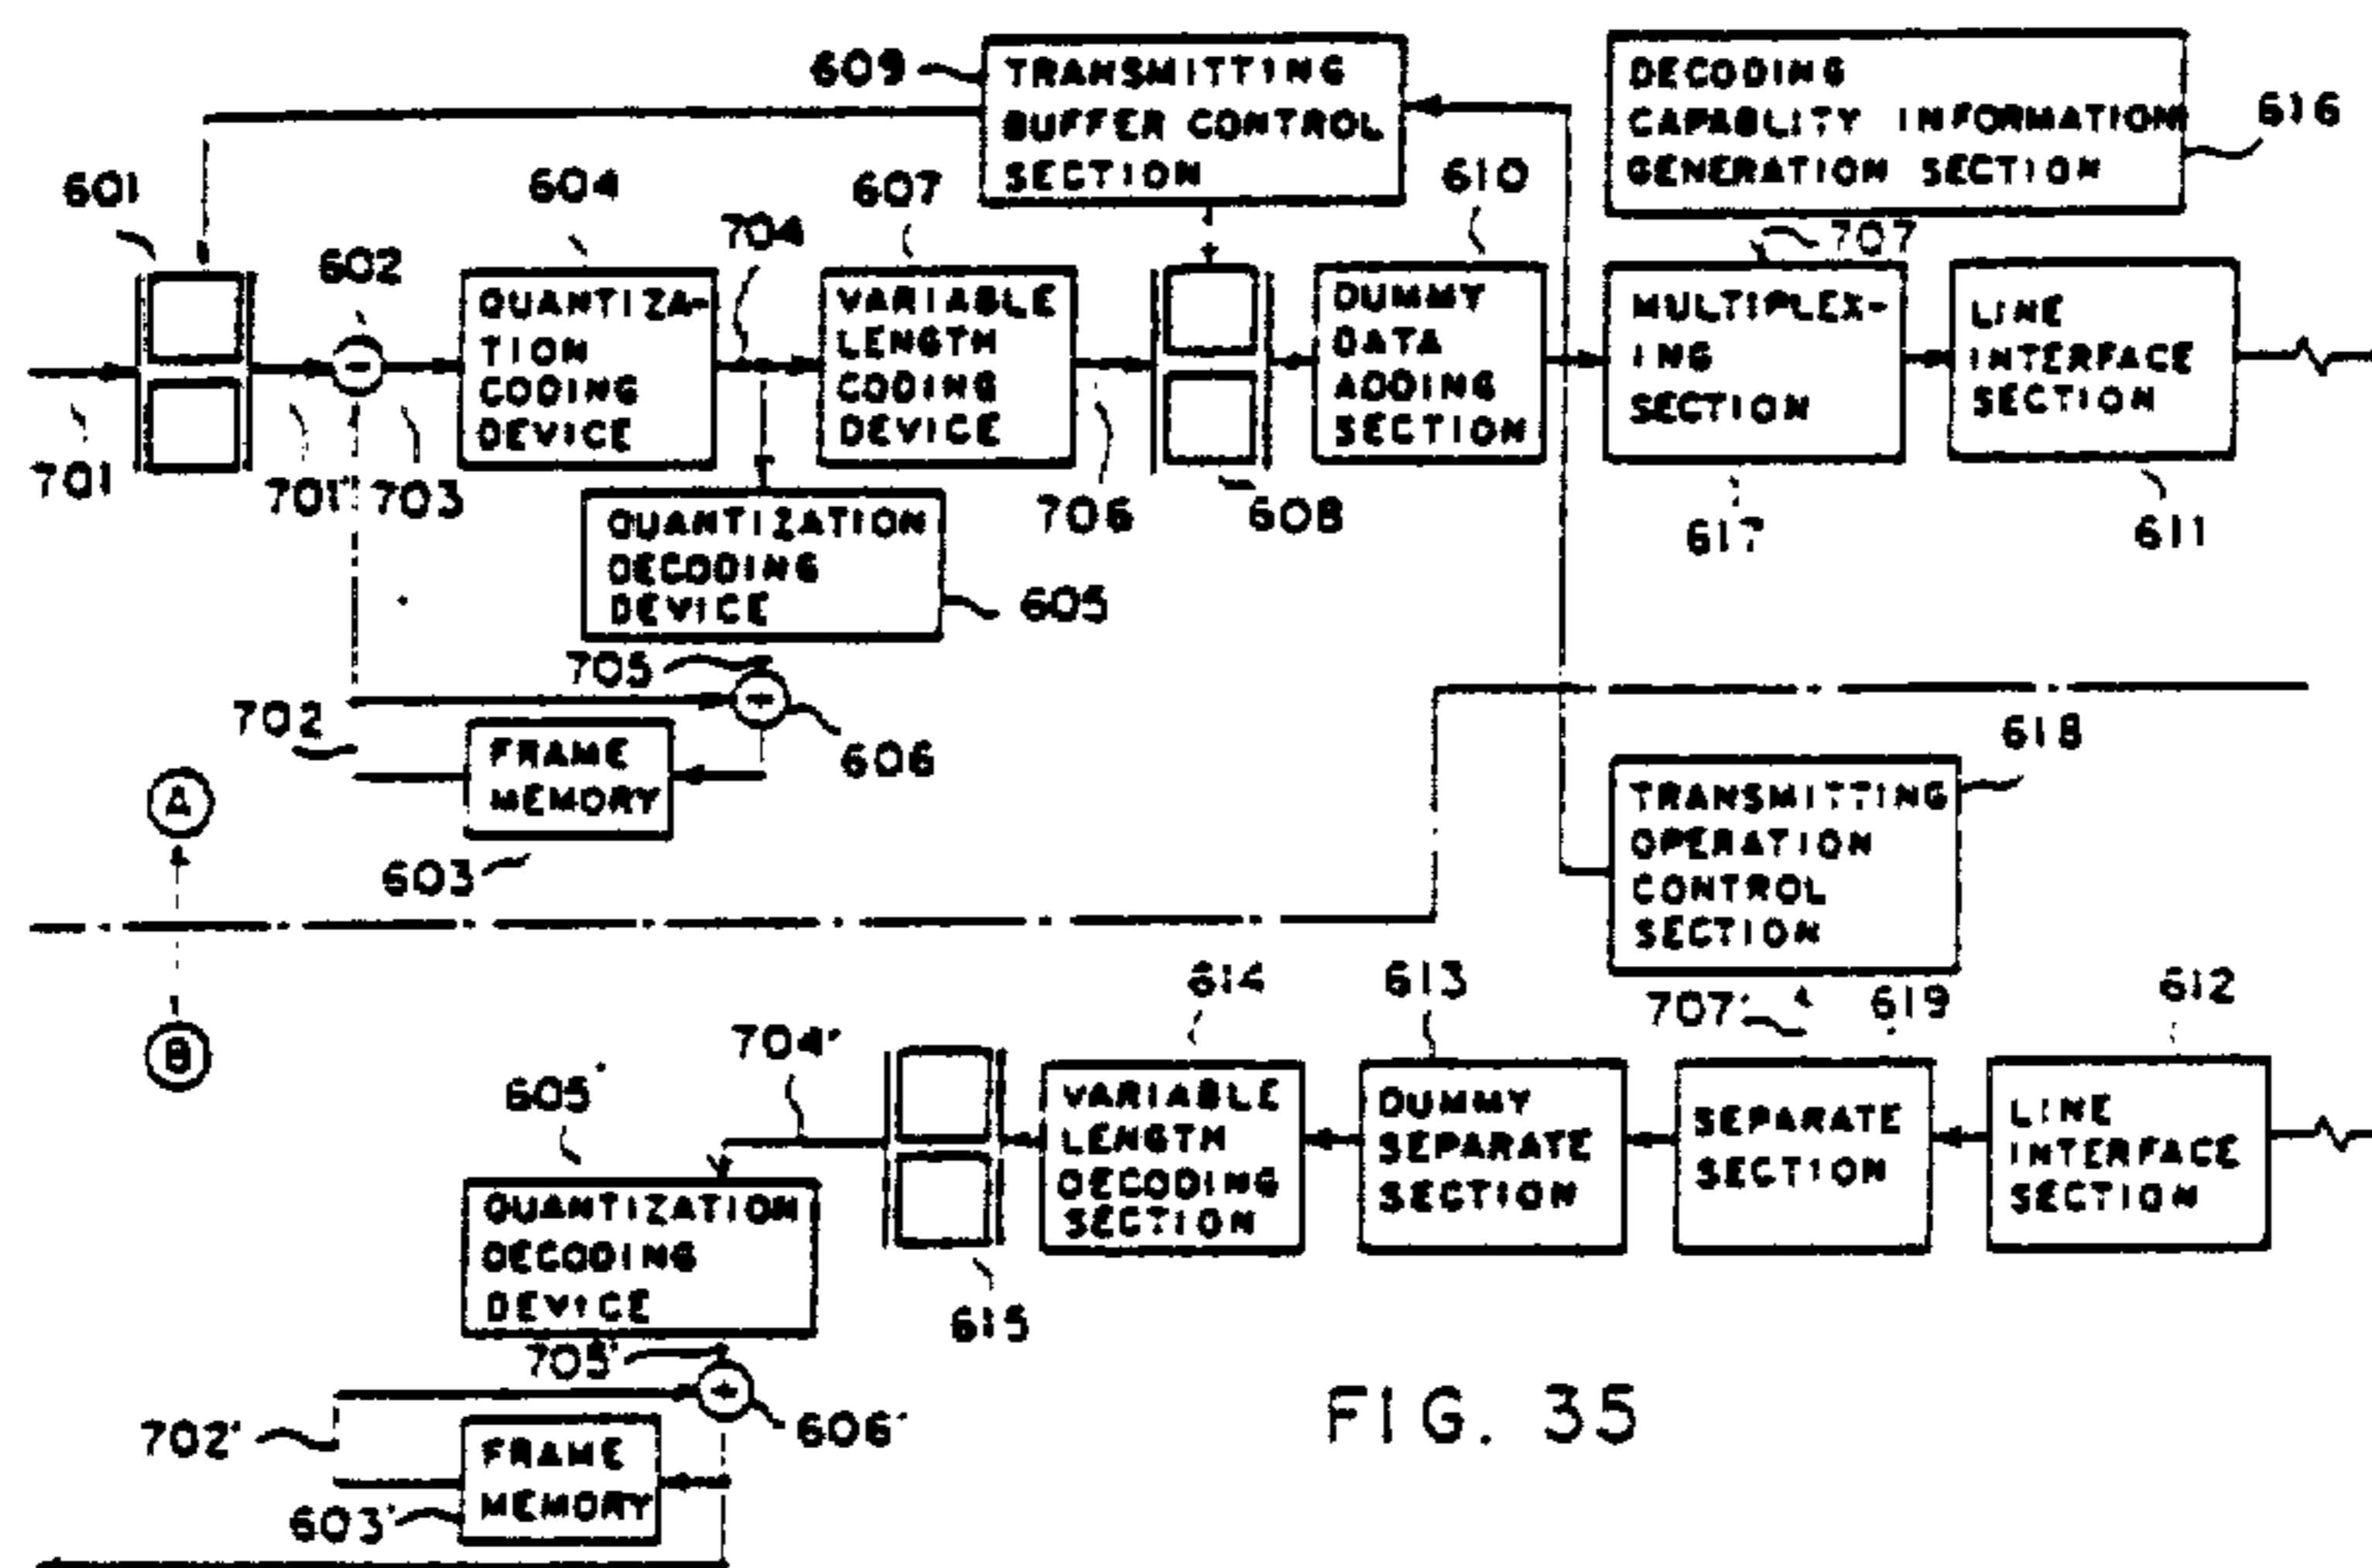 609
TRANSMITTING
BUFFER CONTROL
SECTION
DECODING
CAPABLITY INFORMATION
GENERATION SECTION
616
601
602
604
704
607
610
707
QUANTIZA-
TION
CODING
DEVICE
VARIABLE
LENGTH
CODING
DEVICE
DUMMY
DATA
ADDING
SECTION
MULTIPLEX-
ING
SECTION
LINE
INTERFACE
SECTION
701
701'
703
706
608
617
611
QUANTIZATION
DECODING
DEVICE
605
705
702
606
FRAME
MEMORY
603
618
TRANSMITTING
OPERATION
CONTROL
SECTION
A
B
614
613
707'
619
612
704'
605'
VARIABLE
LENGTH
DECODING
SECTION
DUMMY
SEPARATE
SECTION
SEPARATE
SECTION
LINE
INTERFACE
SECTION
QUANTIZATION
DECODING
DEVICE
615
705'
702'
606'
FRAME
MEMORY
603'
FIG. 35